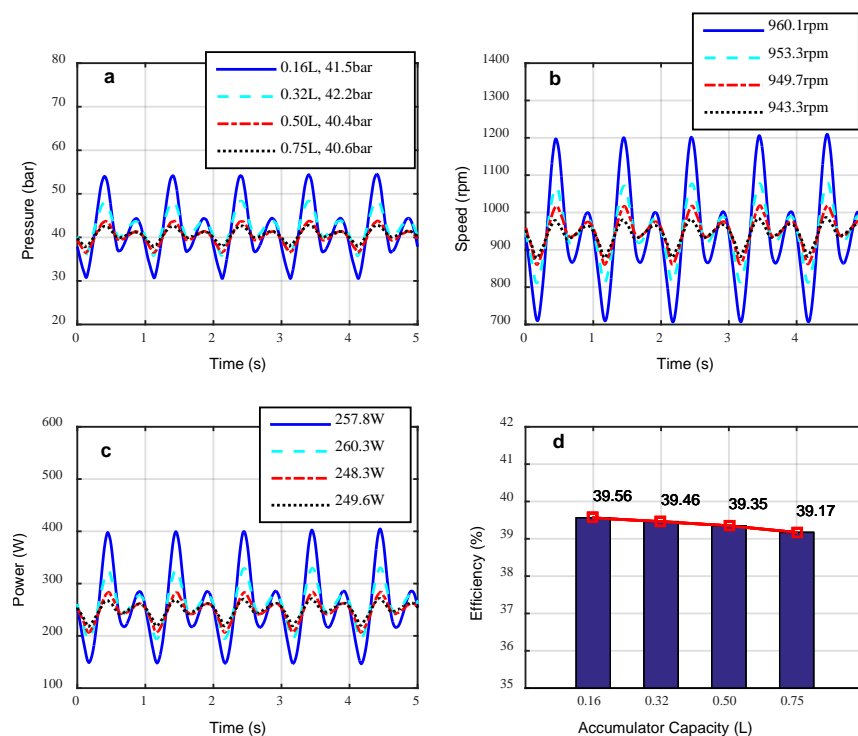 a
80
70
60
50
40
30
20
Pressure (bar)
0.16L, 41.5bar
0.32L, 42.2bar
0.50L, 40.4bar
0.75L, 40.6bar
0 1 2 3 4 5
Time (s)
b
1400
1300
1200
1100
1000
900
800
700
Speed (rpm)
960.1rpm
953.3rpm
949.7rpm
943.3rpm
0 1 2 3 4
Time (s)
c
600
500
400
300
200
100
Power (W)
257.8W
260.3W
248.3W
249.6W
0 1 2 3 4 5
Time (s)
d
42
41
40
39
38
37
36
35
Efficiency (%)
39.56 39.46 39.35 39.17
0.16 0.32 0.50 0.75
Accumulator Capacity (L)